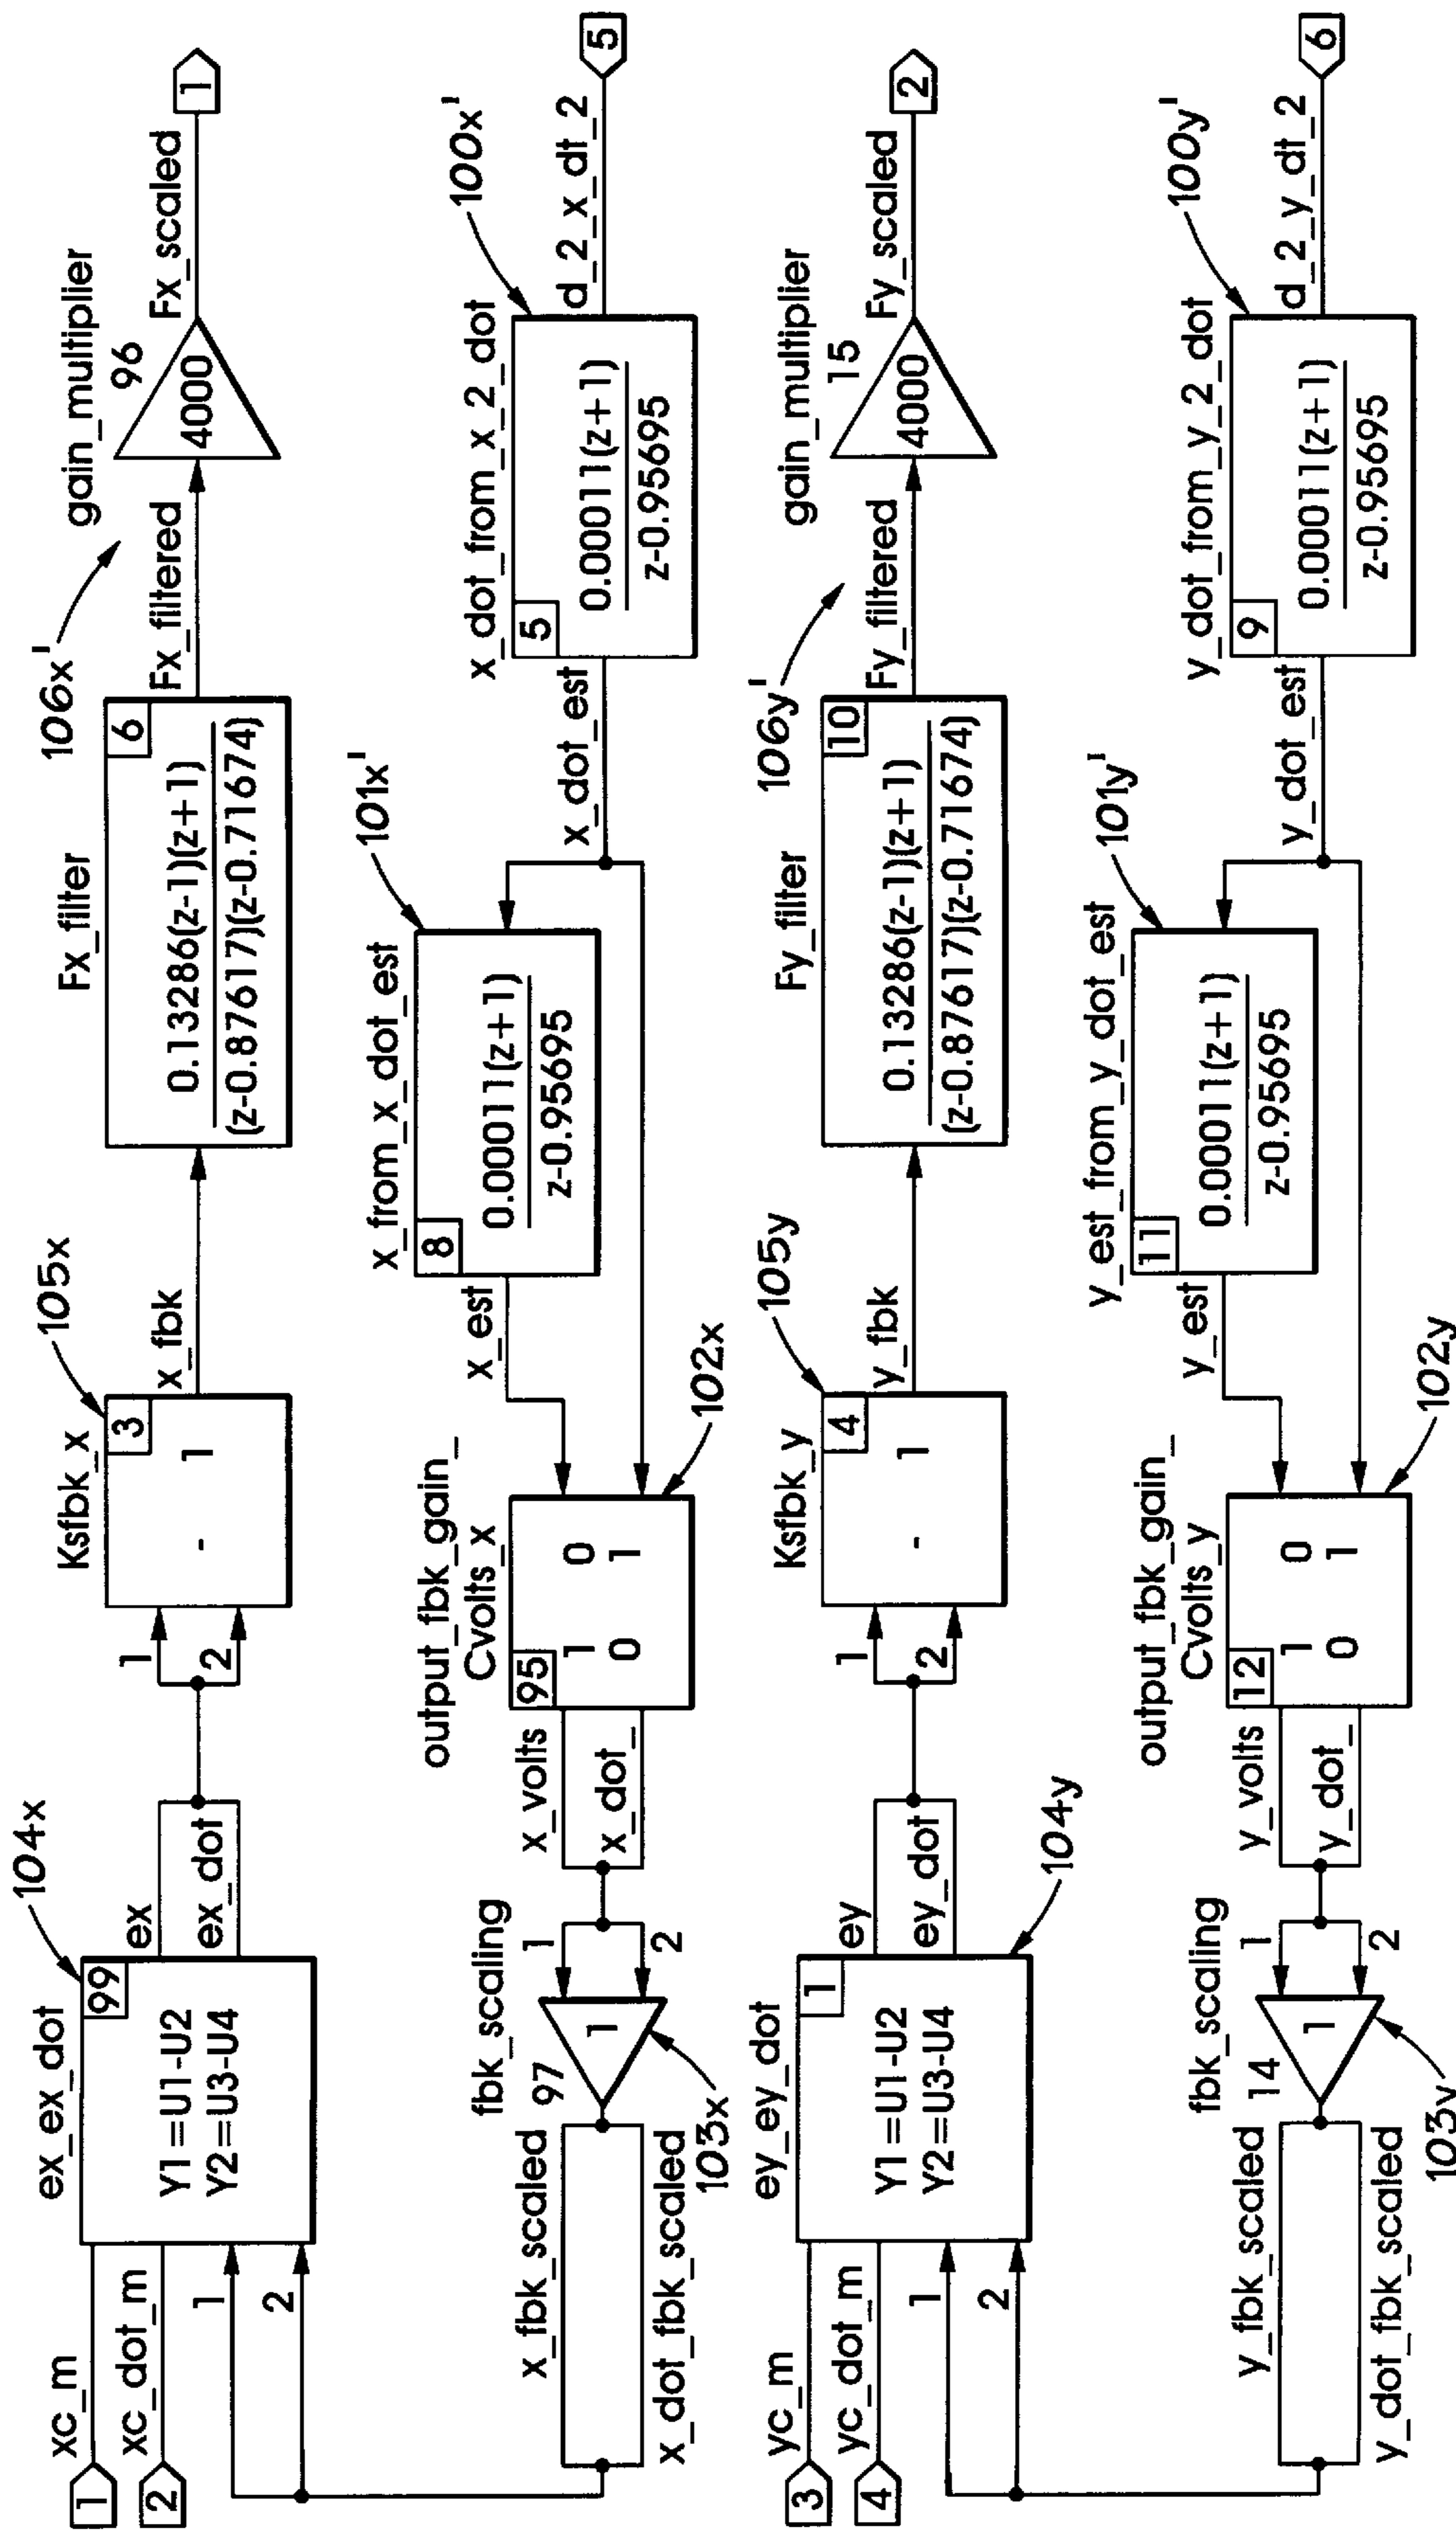 1
xc_m
2
xc_dot_m
1
2
ex_ex_dot
99
Y1=U1-U2
Y2=U3-U4
104x
ex
ex_dot
1
2
Ksfbk_x
3
- 1
105x
x_fbk
Fx_filter
6
0.13286(z-1)(z+1)
(z-0.87617)(z-0.71674)
106x'
Fx_filtered
gain_multiplier
96
4000
Fx_scaled
1
x_fbk_scaled
x_dot_fbk_scaled
fbk_scaling
97
1
103x
1
2
x_volts
x_dot_
output_fbk_gain_
Cvolts_x
95
1 0
0 1
102x
x_est
x_from_x_dot_est
8
0.00011(z+1)
z-0.95695
101x'
x_dot_est
x_dot_from_x_2_dot
5
0.00011(z+1)
z-0.95695
100x'
d_2_x_dt_2
5
3
yc_m
4
yc_dot_m
1
2
ey_ey_dot
1
Y1=U1-U2
Y2=U3-U4
104y
ey
ey_dot
1
2
Ksfbk_y
4
- 1
105y
y_fbk
Fy_filter
10
0.13286(z-1)(z+1)
(z-0.87617)(z-0.71674)
106y'
Fy_filtered
gain_multiplier
15
4000
Fy_scaled
2
y_fbk_scaled
y_dot_fbk_scaled
fbk_scaling
14
1
103y
1
2
y_volts
y_dot_
output_fbk_gain_
Cvolts_y
12
1 0
0 1
102y
y_est
y_est_from_y_dot_est
11
0.00011(z+1)
z-0.95695
101y'
y_dot_est
y_dot_from_y_2_dot
9
0.00011(z+1)
z-0.95695
100y'
d_2_y_dt_2
6